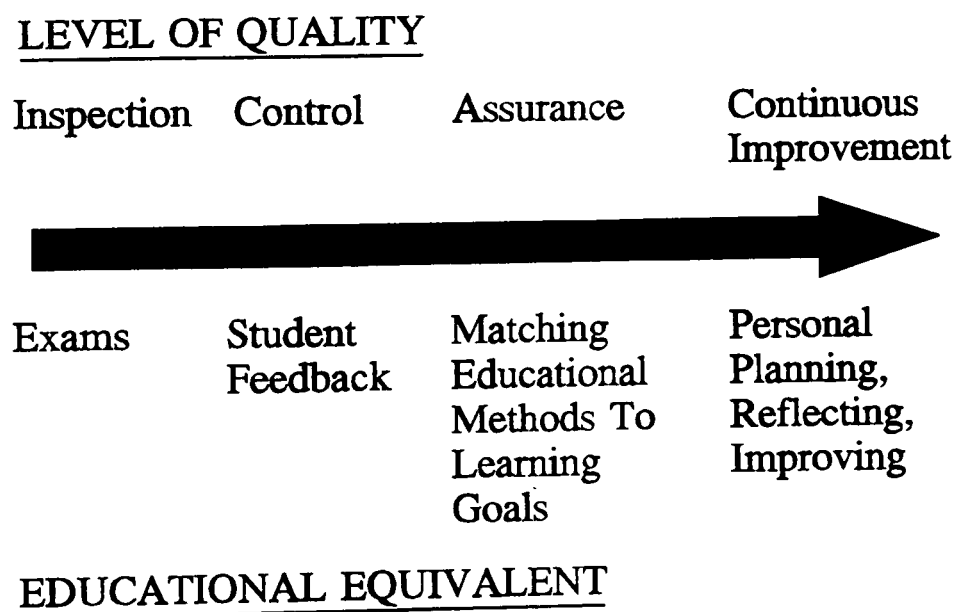 LEVEL OF QUALITY
Inspection Control Assurance Continuous
Improvement
Exams Student Matching Personal
Feedback Educational Planning,
Methods To Reflecting,
Learning Improving
Goals
EDUCATIONAL EQUIVALENT